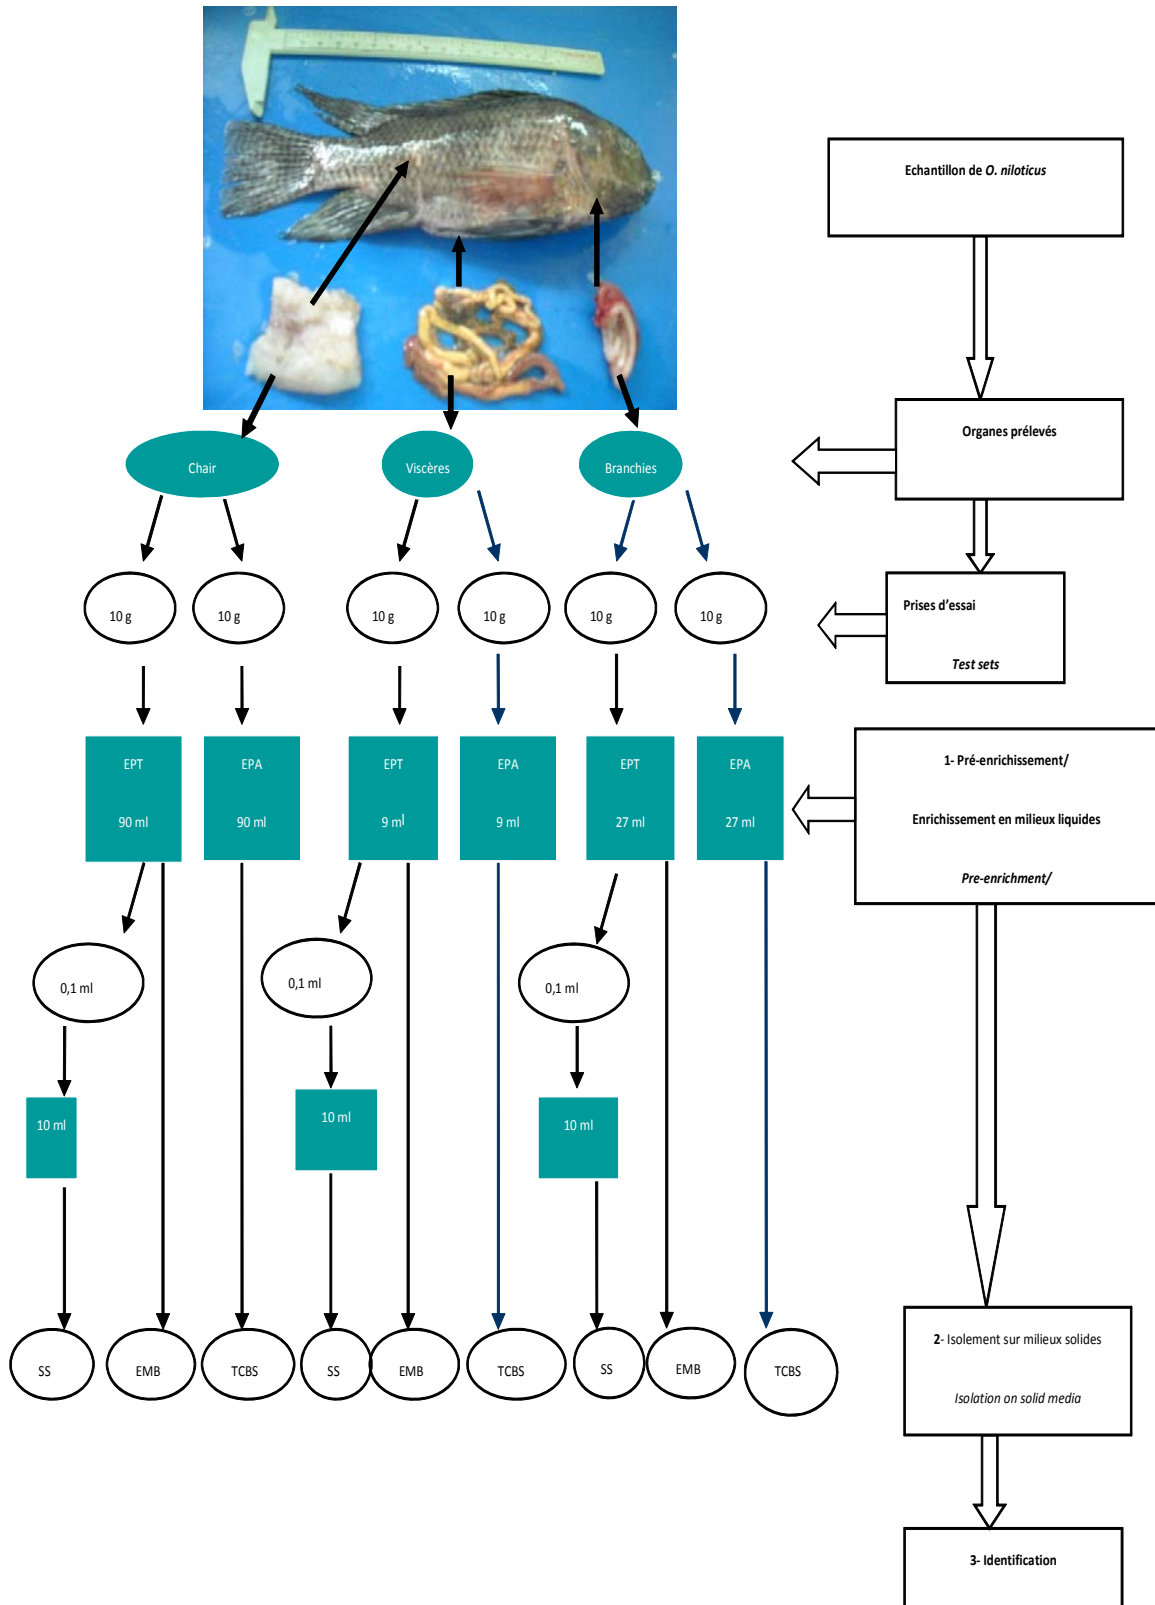 Echantillon de O. niloticus
Organes prélevés
Chair
Viscères
Branchies
10 g
10 g
10 g
10 g
10 g
10 g
Prises d'essai
Test sets
EPT
90 ml
EPA
90 ml
EPT
9 ml
EPA
9 ml
EPT
27 ml
EPA
27 ml
1- Pré-enrichissement/
Enrichissement en milieux liquides
Pre-enrichment/
0,1 ml
0,1 ml
0,1 ml
10 ml
10 ml
10 ml
SS
EMB
TCBS
SS
EMB
TCBS
SS
EMB
TCBS
2- Isolement sur milieux solides
Isolation on solid media
3- Identification